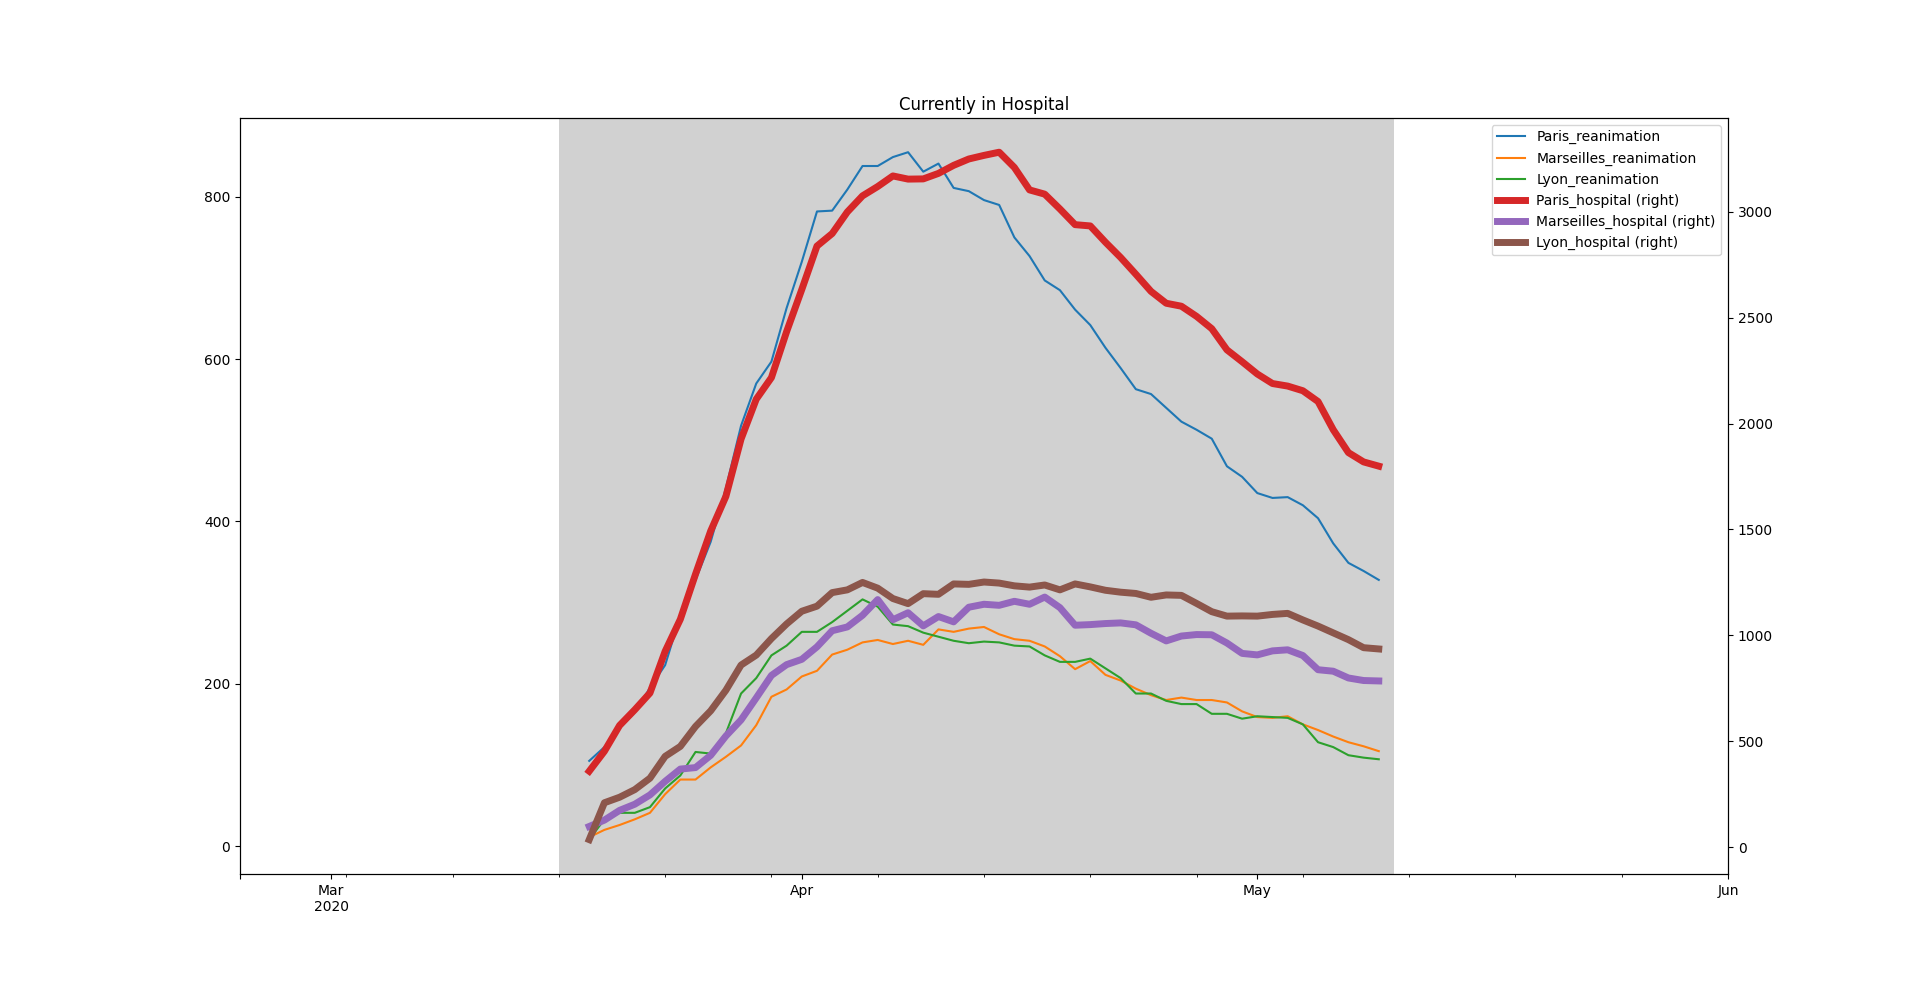 Currently in Hospital
Paris_reanimation
Marseilles_reanimation
Lyon_reanimation
Paris_hospital (right)
Marseilles_hospital (right)
Lyon_hospital (right)
800
600
400
200
0
3000
2500
2000
1500
1000
500
0
Mar
2020
Apr
May
Jun